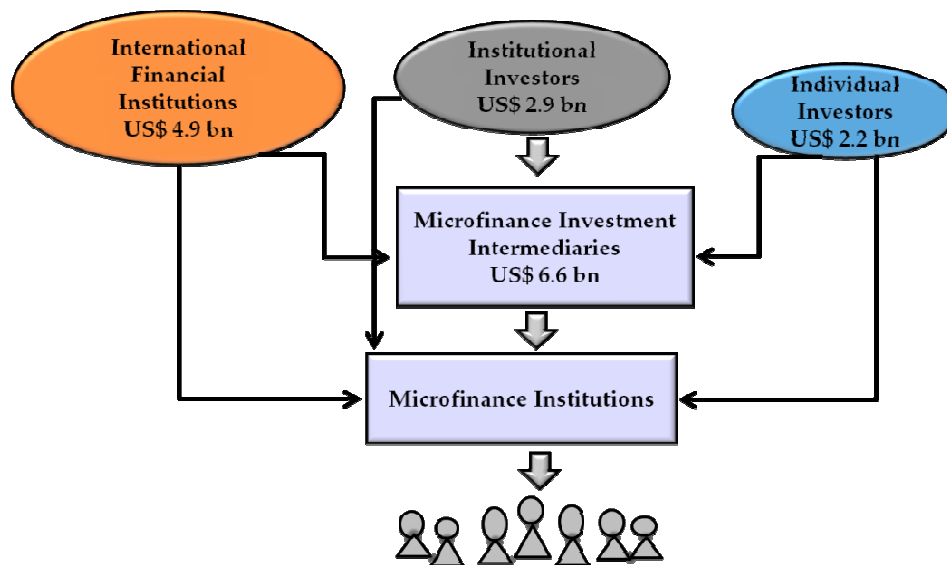 International
Financial
Institutions
US$ 4.9 bn
Institutional
Investors
US$ 2.9 bn
Individual
Investors
US$ 2.2 bn
Microfinance Investment
Intermediaries
US$ 6.6 bn
Microfinance Institutions